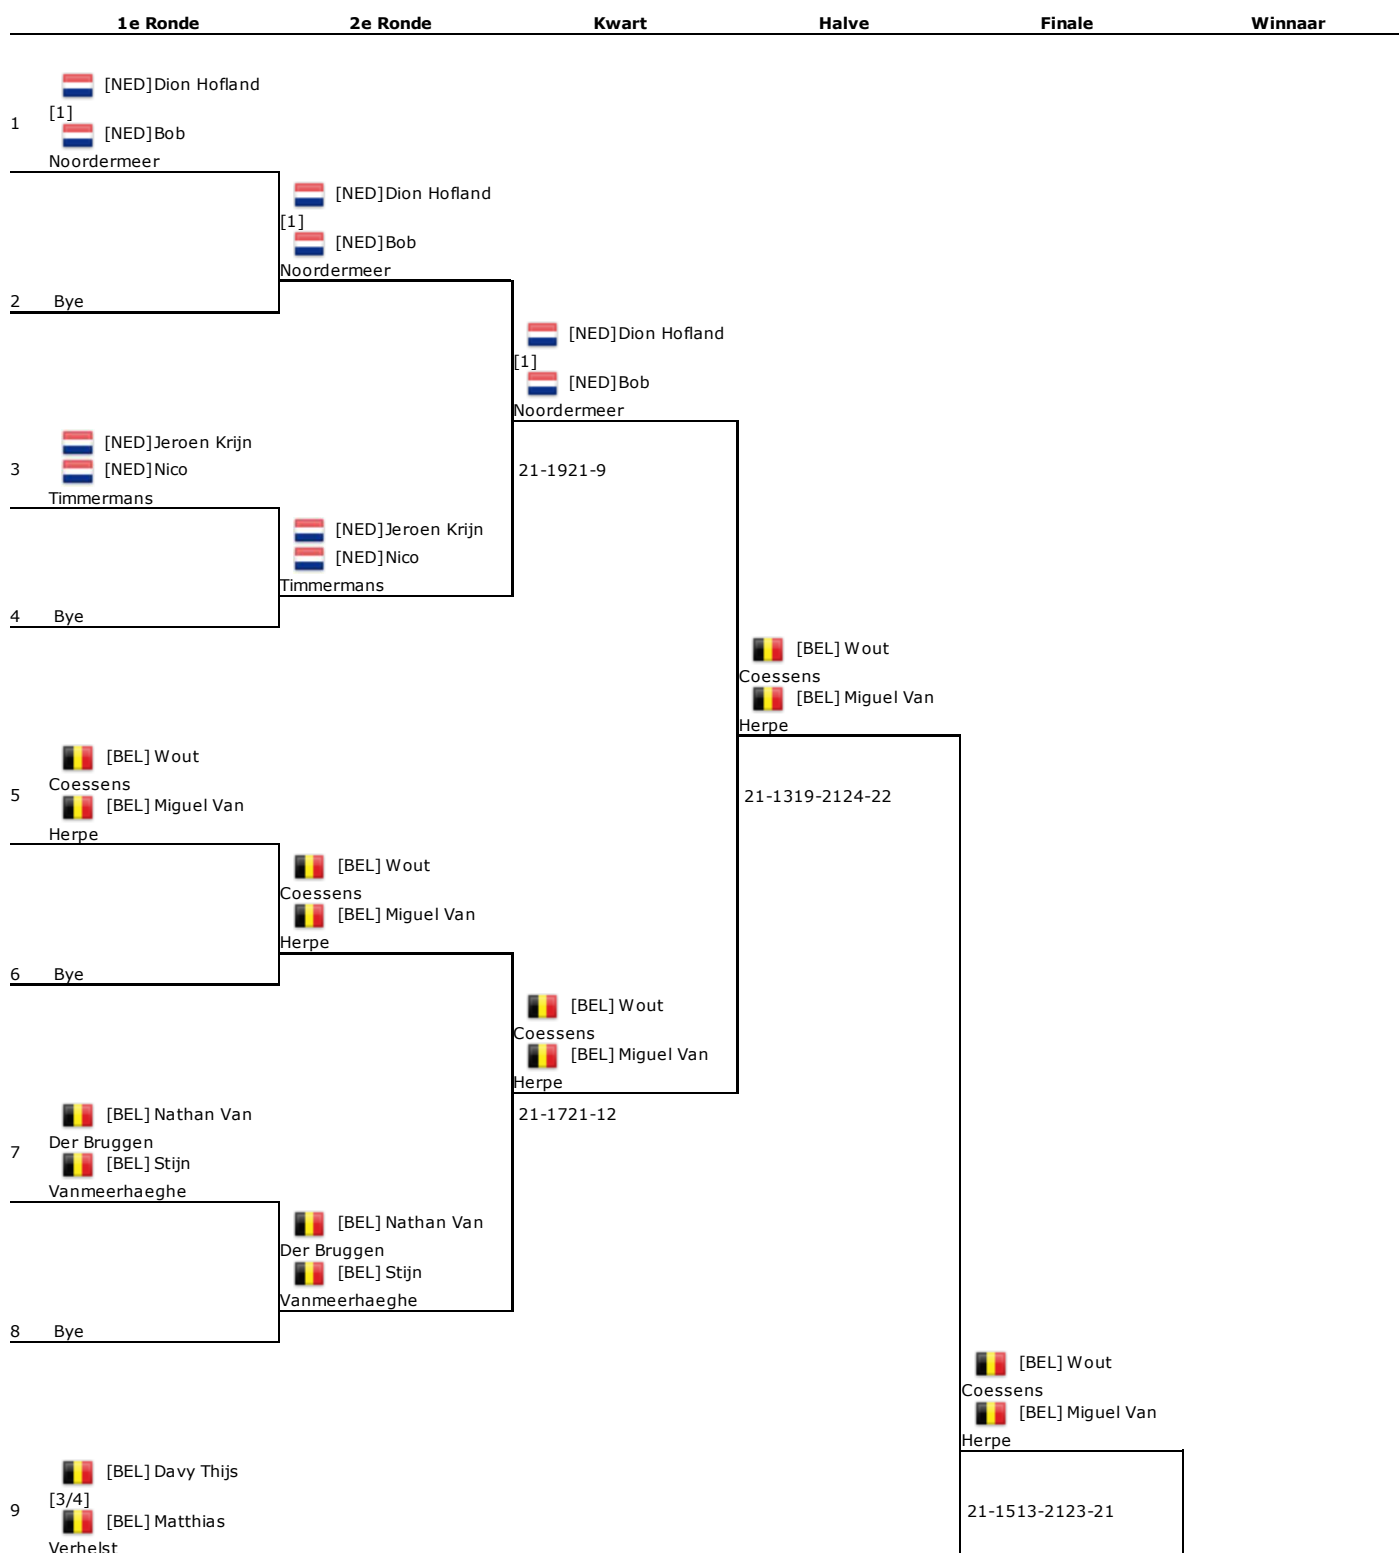 1e Ronde 2e Ronde Kwart Halve Finale Winnaar
[NED]Dion Hofland
[1]
1
[NED]Bob
Noordermeer
[NED]Dion Hofland
[1]
[NED]Bob
Noordermeer
2 Bye
[NED]Dion Hofland
[1]
[NED]Bob
Noordermeer
[NED]Jeroen Krijn
3 [NED]Nico
Timmermans
21-1921-9
[NED]Jeroen Krijn
[NED]Nico
Timmermans
4 Bye
[BEL] Wout
Coessens
[BEL] Miguel Van
Herpe
[BEL] Wout
Coessens
5
[BEL] Miguel Van
Herpe
21-1319-2124-22
[BEL] Wout
Coessens
[BEL] Miguel Van
Herpe
6 Bye
[BEL] Wout
Coessens
[BEL] Miguel Van
Herpe
21-1721-12
[BEL] Nathan Van
Der Bruggen
7
[BEL] Stijn
Vanmeerhaeghe
[BEL] Nathan Van
Der Bruggen
[BEL] Stijn
Vanmeerhaeghe
8 Bye
[BEL] Wout
Coessens
[BEL] Miguel Van
Herpe
[BEL] Davy Thijs
[3/4]
9
[BEL] Matthias
Verhelst
21-1513-2123-21